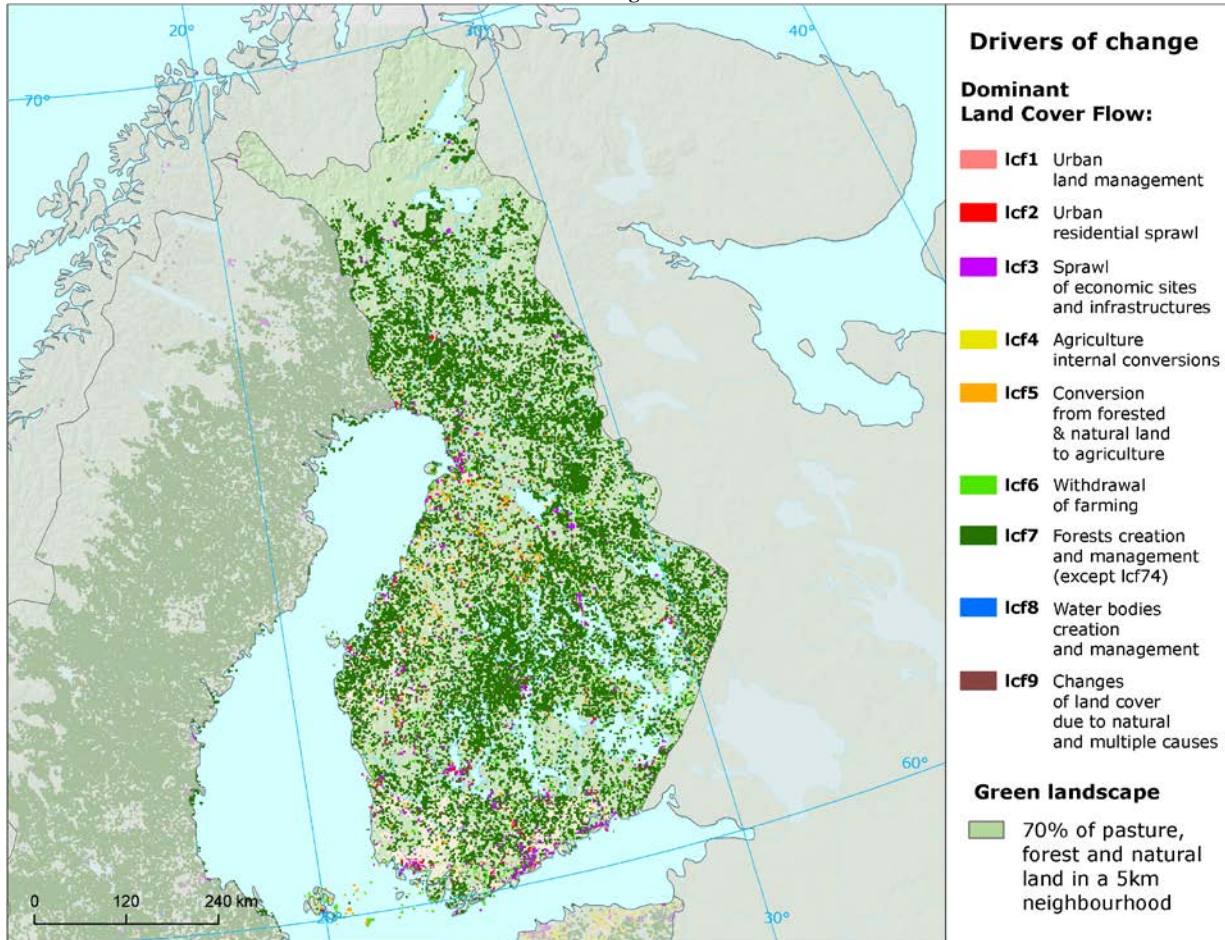 20°
30°
40°
70°
60°
0 120 240 km
20°
30°
Drivers of change
Dominant
Land Cover Flow:
lcf1 Urban
land management
lcf2 Urban
residential sprawl
lcf3 Sprawl
of economic sites
and infrastructures
lcf4 Agriculture
internal conversions
lcf5 Conversion
from forested
& natural land
to agriculture
lcf6 Withdrawal
of farming
lcf7 Forests creation
and management
(except lcf74)
lcf8 Water bodies
creation
and management
lcf9 Changes
of land cover
due to natural
and multiple causes
Green landscape
70% of pasture,
forest and natural
land in a 5km
neighbourhood